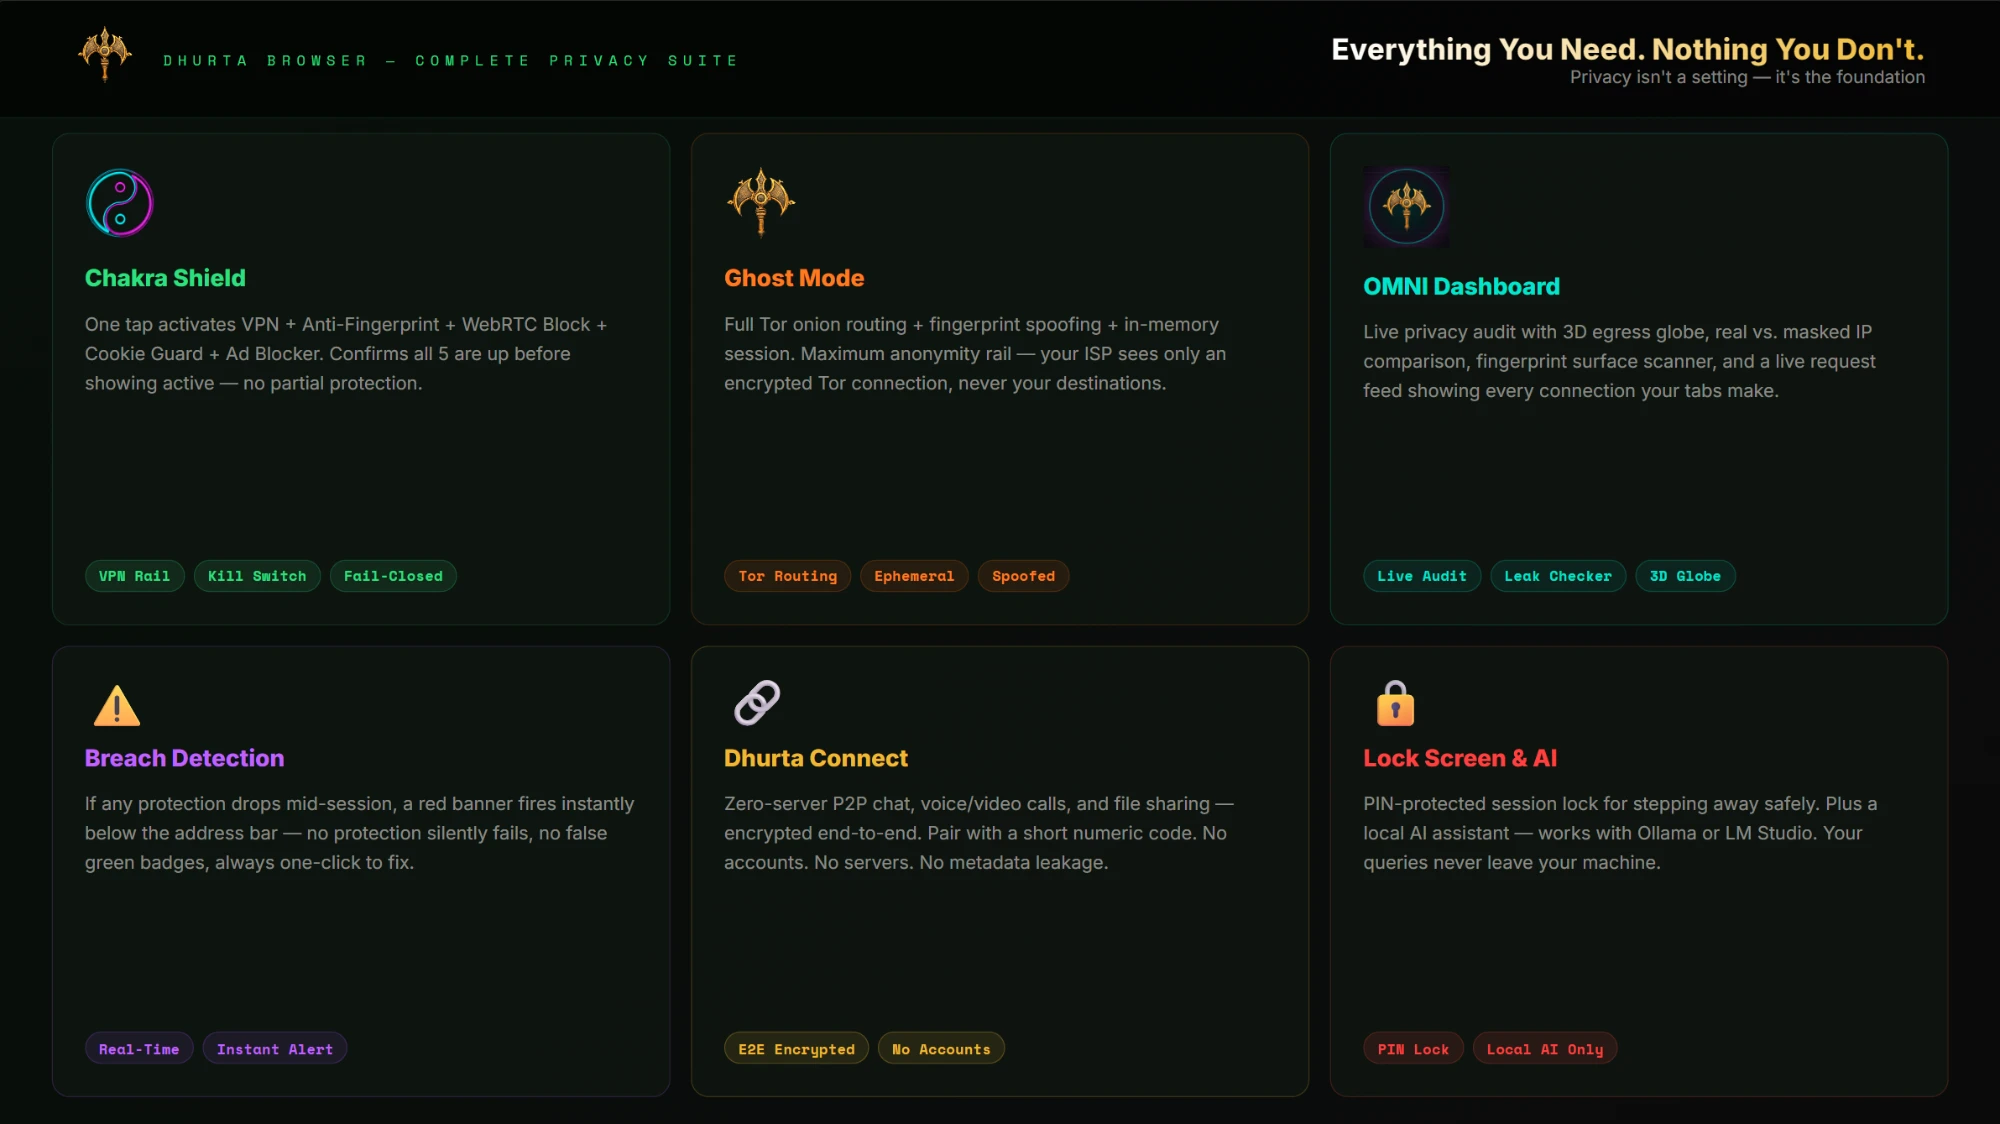 DHURTA BROWSER — COMPLETE PRIVACY SUITE
Everything You Need. Nothing You Don't.
Privacy isn't a setting — it's the foundation
Chakra Shield
One tap activates VPN + Anti-Fingerprint + WebRTC Block +
Cookie Guard + Ad Blocker. Confirms all 5 are up before
showing active — no partial protection.
VPN Rail
Kill Switch
Fail-Closed
Ghost Mode
Full Tor onion routing + fingerprint spoofing + in-memory
session. Maximum anonymity rail — your ISP sees only an
encrypted Tor connection, never your destinations.
Tor Routing
Ephemeral
Spoofed
OMNI Dashboard
Live privacy audit with 3D egress globe, real vs. masked IP
comparison, fingerprint surface scanner, and a live request
feed showing every connection your tabs make.
Live Audit
Leak Checker
3D Globe
Breach Detection
If any protection drops mid-session, a red banner fires instantly
below the address bar — no protection silently fails, no false
green badges, always one-click to fix.
Real-Time
Instant Alert
Dhurta Connect
Zero-server P2P chat, voice/video calls, and file sharing —
encrypted end-to-end. Pair with a short numeric code. No
accounts. No servers. No metadata leakage.
E2E Encrypted
No Accounts
Lock Screen & AI
PIN-protected session lock for stepping away safely. Plus a
local AI assistant — works with Ollama or LM Studio. Your
queries never leave your machine.
PIN Lock
Local AI Only